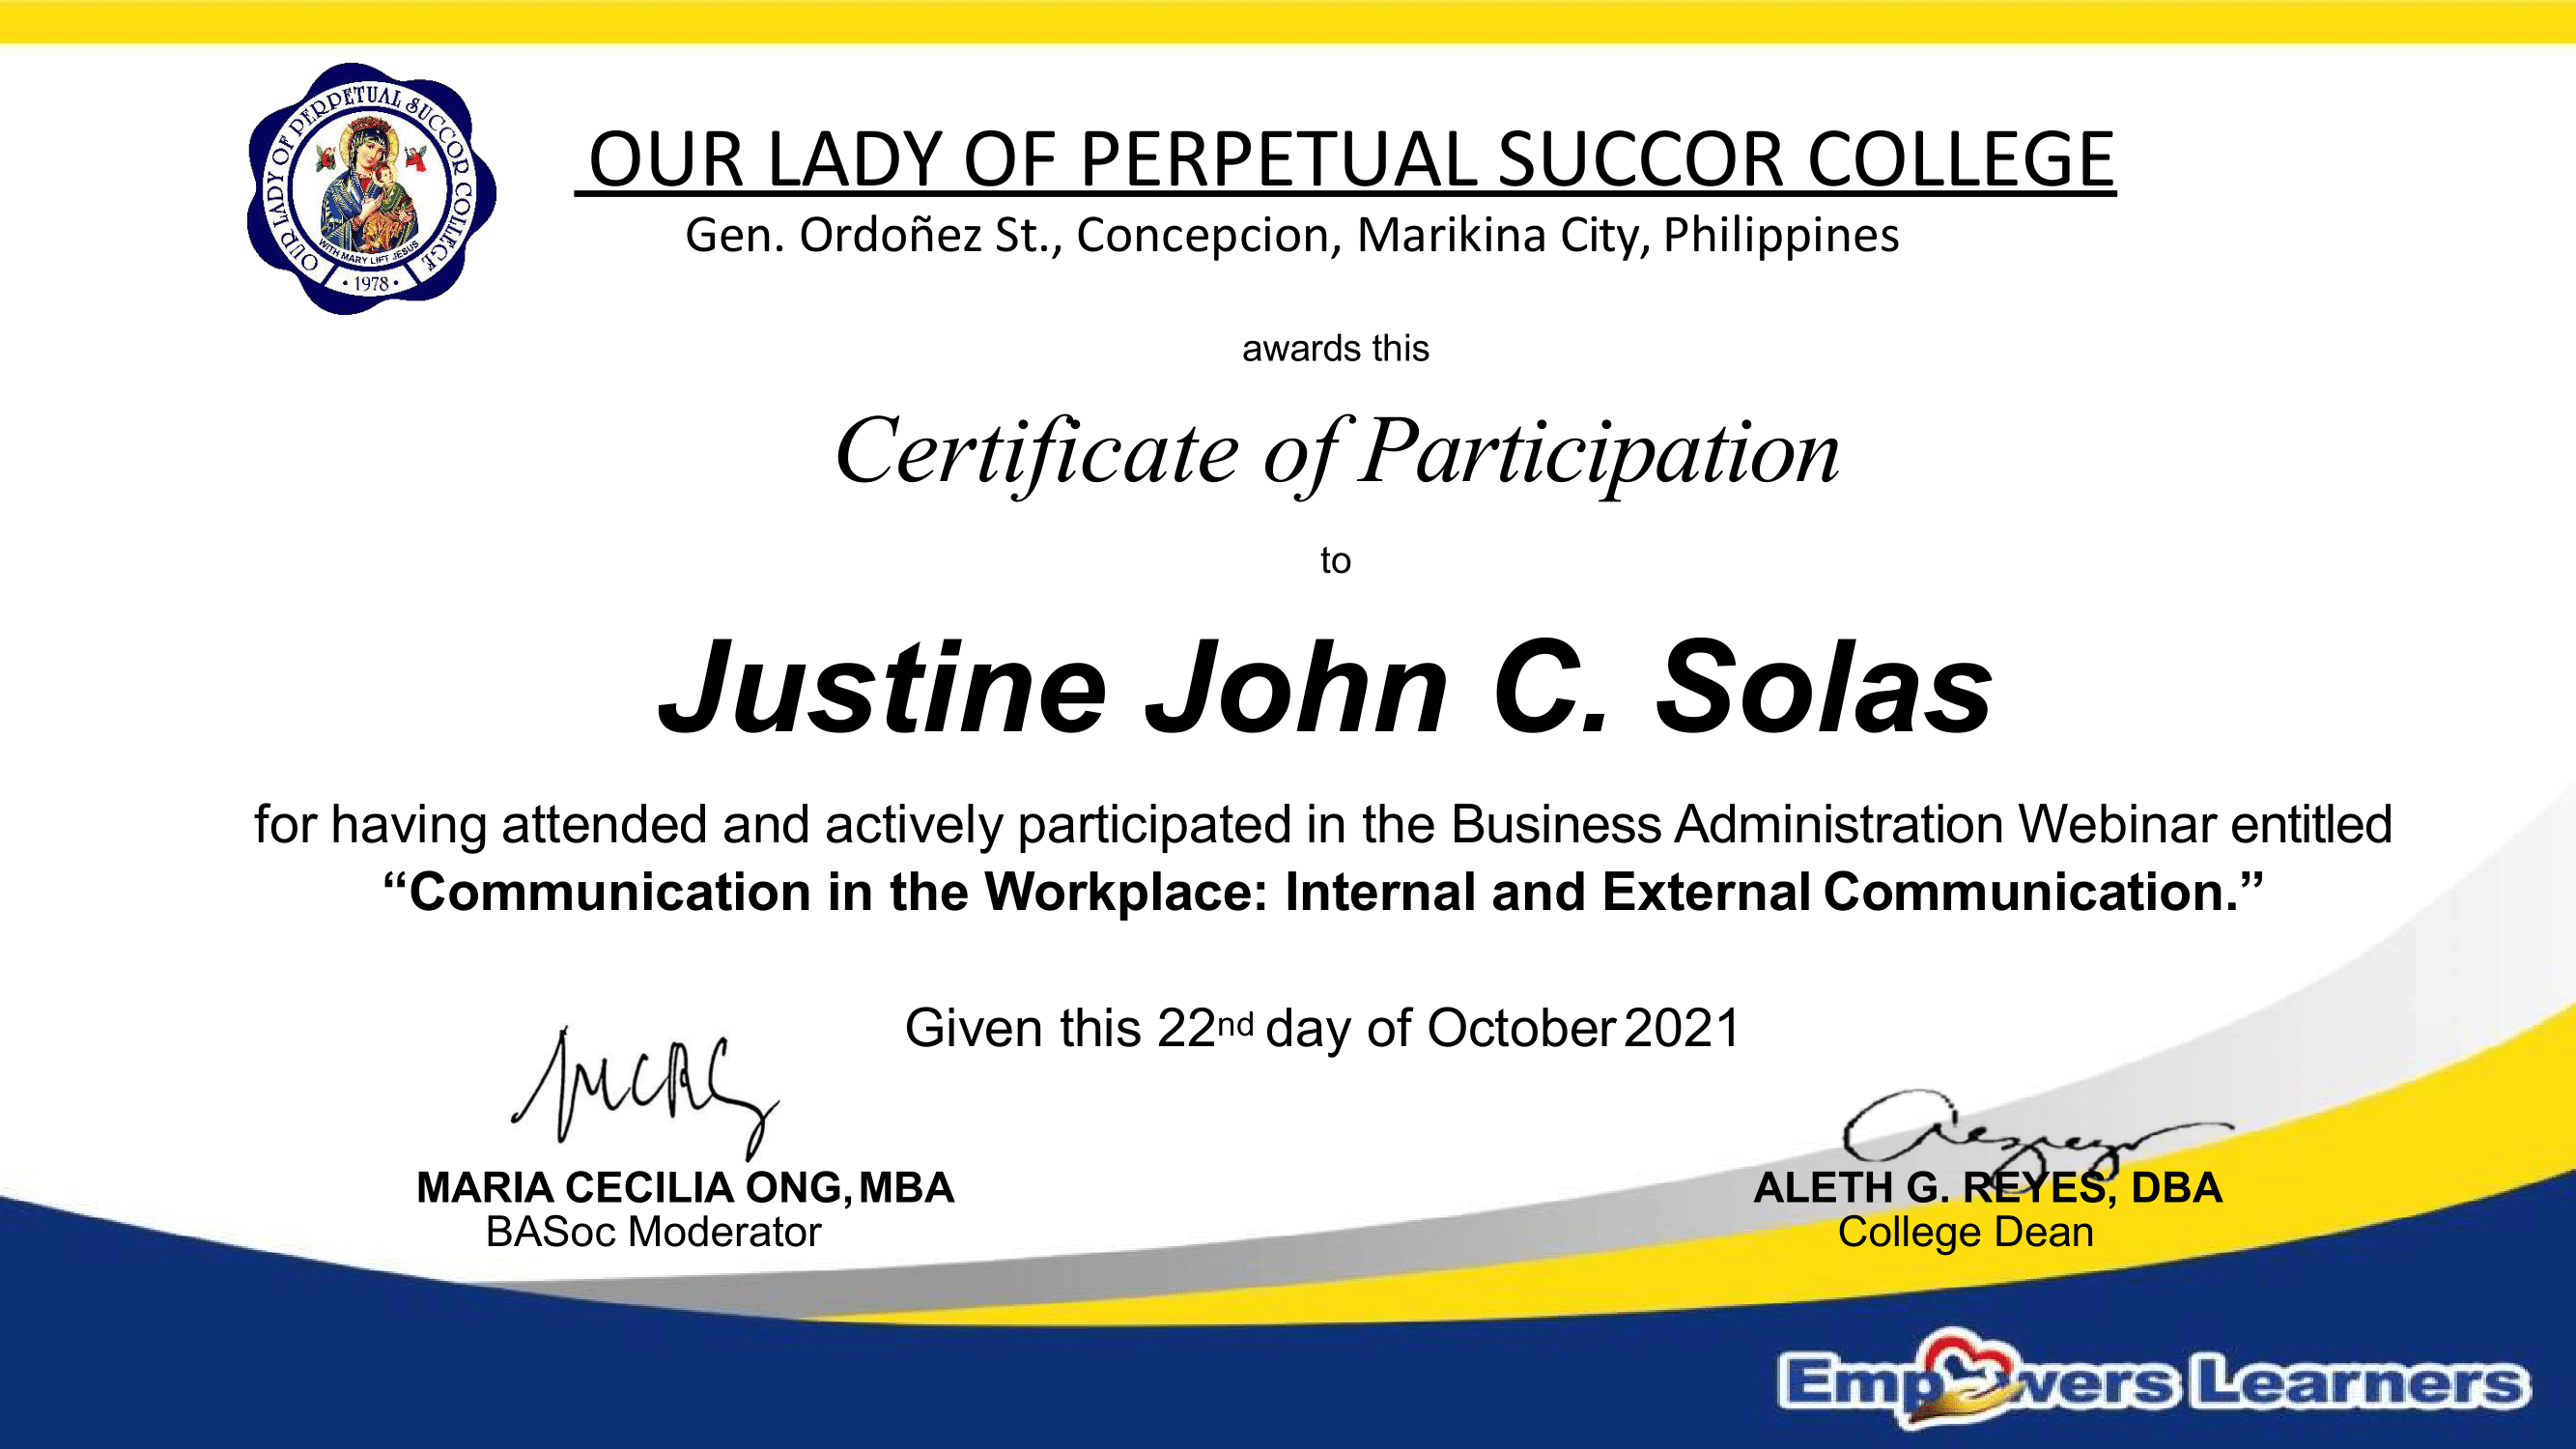 OUR LADY OF PERPETUAL SUCCOR COLLEGE
WITH MARY LIFT JESUS
• 1978 •
OUR LADY OF PERPETUAL SUCCOR COLLEGE
Gen. Ordoñez St., Concepcion, Marikina City, Philippines
awards this
Certificate of Participation
to
Justine John C. Solas
for having attended and actively participated in the Business Administration Webinar entitled
“Communication in the Workplace: Internal and External Communication.”
Given this 22nd day of October 2021
MARIA CECILIA ONG, MBA
BASoc Moderator
ALETH G. REYES, DBA
College Dean
Empowers Learners